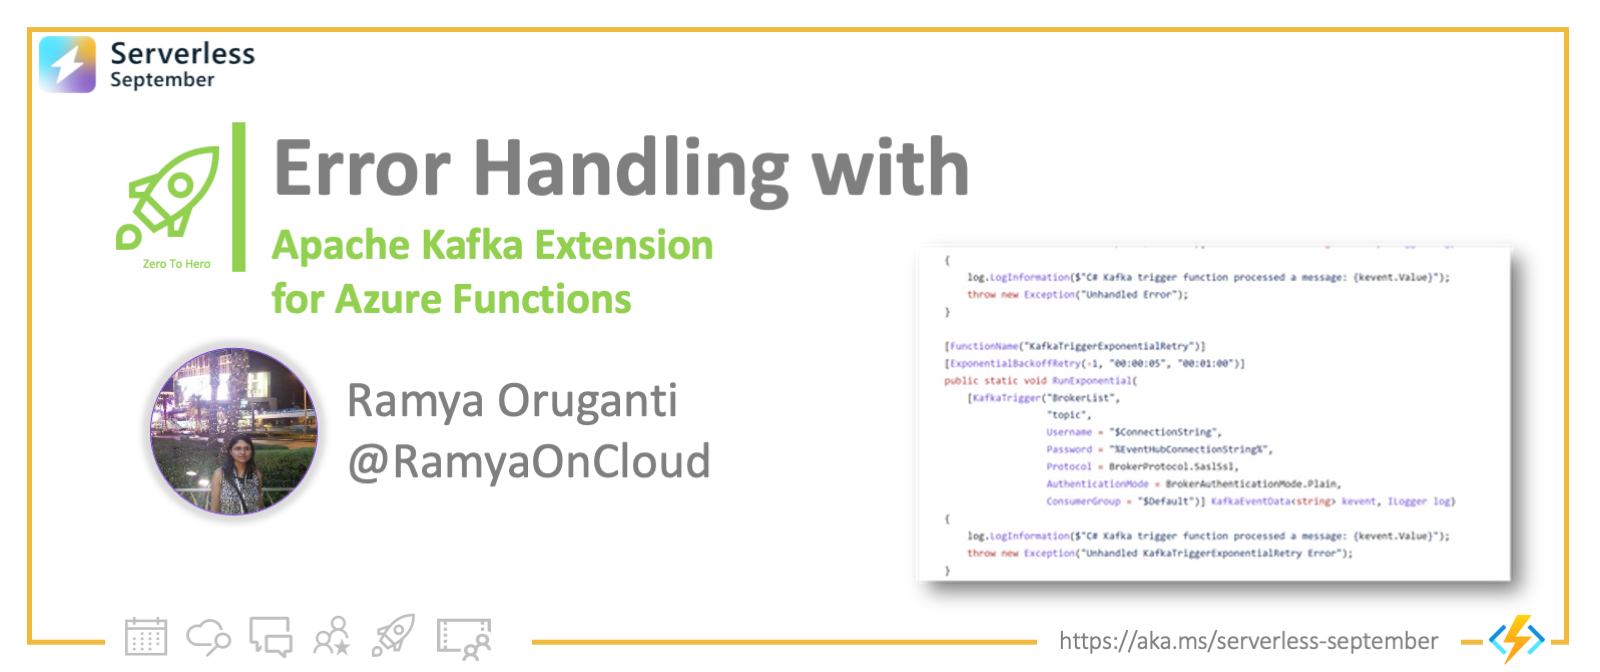 Serverless
September
Error Handling with
Apache Kafka Extension
for Azure Functions
Zero To Hero
Ramya Oruganti
@RamyaOnCloud
{
log.LogInformation($"C# Kafka trigger function processed a message: {kevent.Value}");
throw new Exception("Unhandled Error");
}
[FunctionName("KafkaTriggerExponentialRetry")]
[ExponentialBackoffRetry(-1, "00:00:05", "00:01:00")]
public static void RunExponential(
[KafkaTrigger("BrokerList",
"topic",
Username = "$ConnectionString",
Password = "%EventHubConnectionString%",
Protocol = BrokerProtocol.SaslSsl,
AuthenticationMode = BrokerAuthenticationMode.Plain,
ConsumerGroup = "$Default")] KafkaEventData<string> kevent, ILogger log)
{
log.LogInformation($"C# Kafka trigger function processed a message: {kevent.Value}");
throw new Exception("Unhandled KafkaTriggerExponentialRetry Error");
}
https://aka.ms/serverless-september